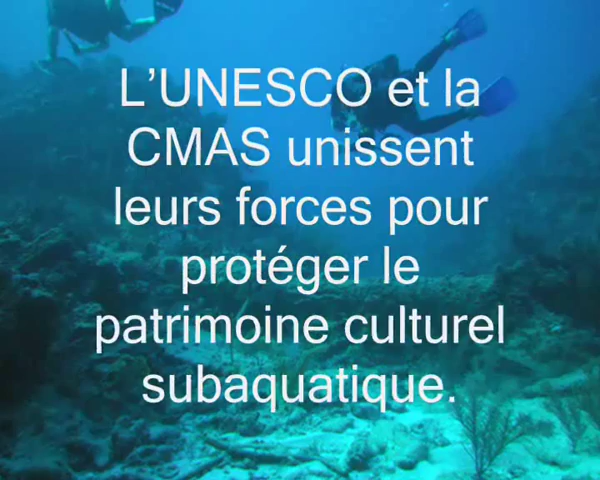 L’UNESCO et la
CMAS unissent
leurs forces pour
protéger le
patrimoine culturel
subaquatique.